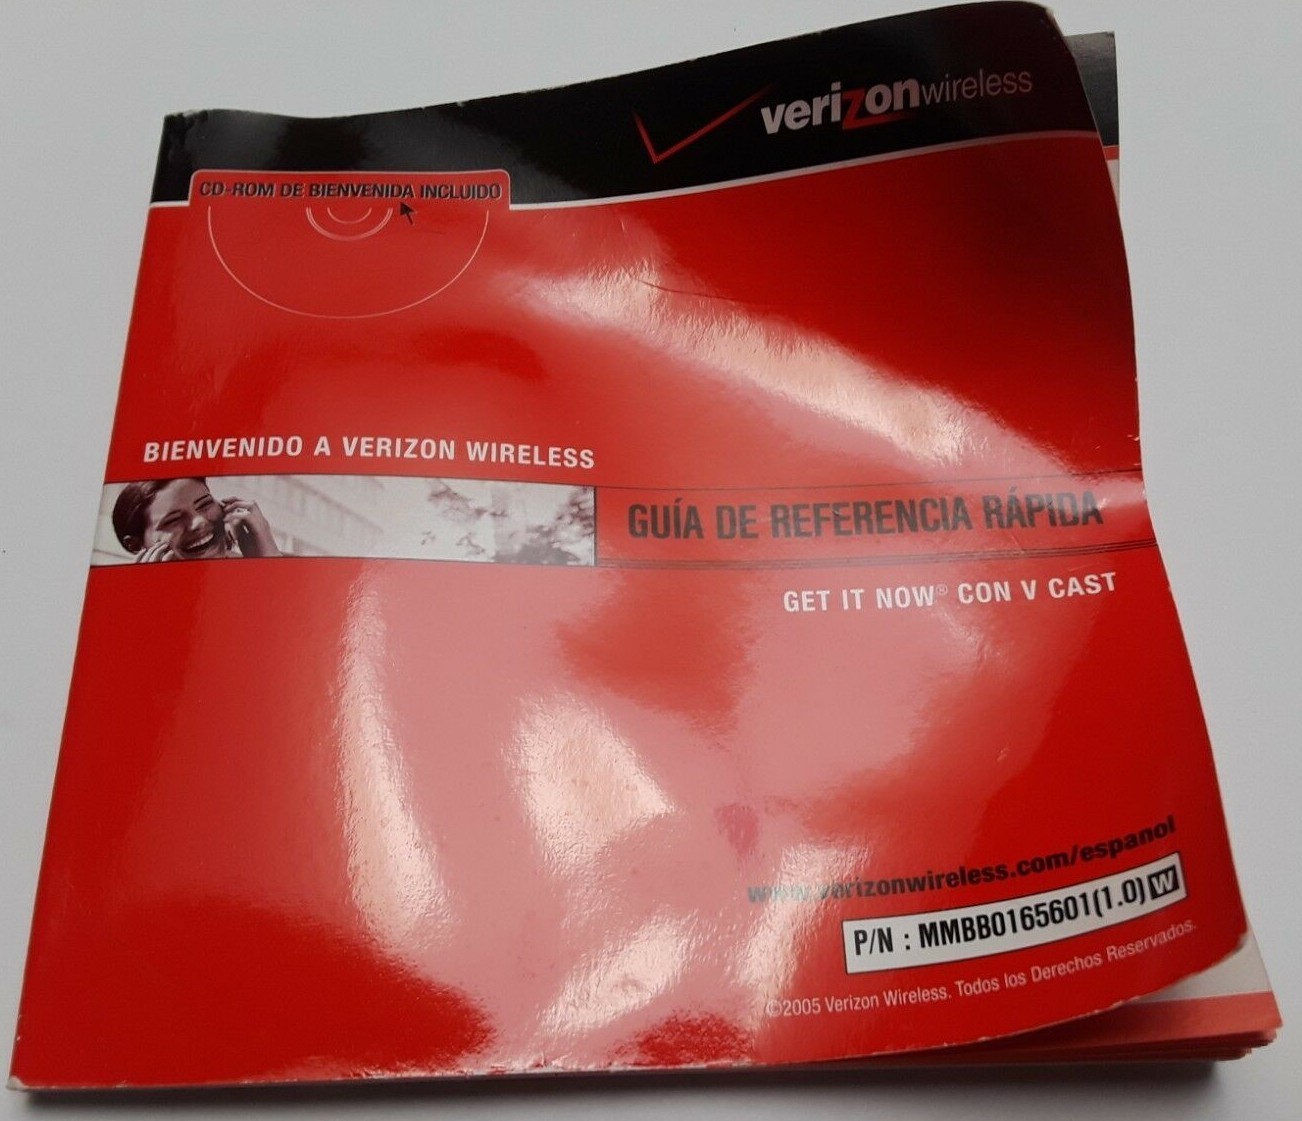 verizonwireless
CD-ROM DE BIENVENIDA INCLUIDO
BIENVENIDO A VERIZON WIRELESS
GUÍA DE REFERENCIA RÁPIDA
GET IT NOW® CON V CAST
www.verizonwireless.com/espanol
P/N : MMBB0165601(1.0) W
©2005 Verizon Wireless. Todos los Derechos Reservados.